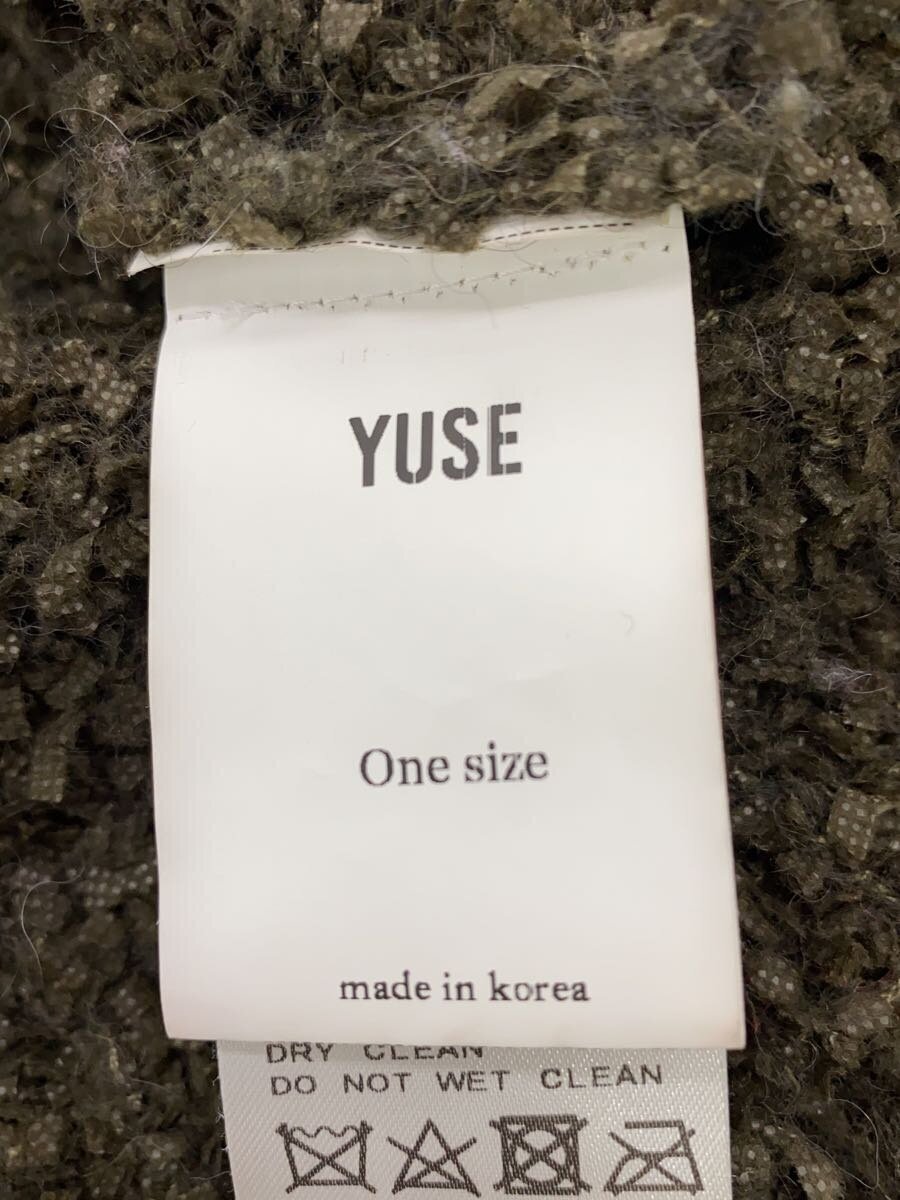 YUSE
One size
made in korea
DRY CLEAN
DO NOT WET CLEAN